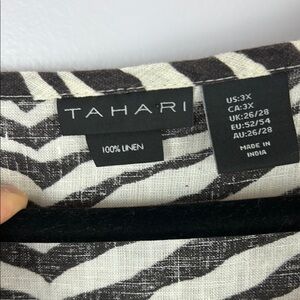 TAHARI
100% LINEN
US:3X
CA:3X
UK:26/28
EU:52/54
AU:26/28
MADE IN
INDIA